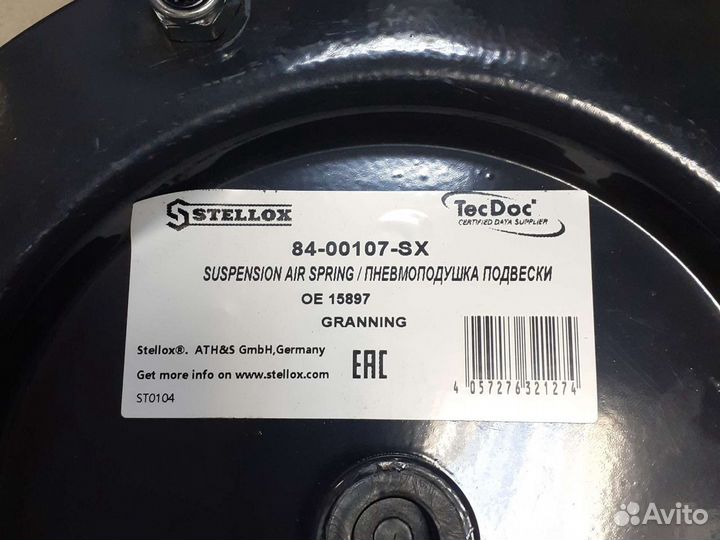 STELLOX
TecDoc
CERTIFIED DATA SUPPLIER
84-00107-SX
SUSPENSION AIR SPRING / ПНЕВМОПОДУШКА ПОДВЕСКИ
OE 15897
GRANNING
Stellox®. ATH&S GmbH,Germany
Get more info on www.stellox.com
ST0104
EAC
4 057276 321274
Avito